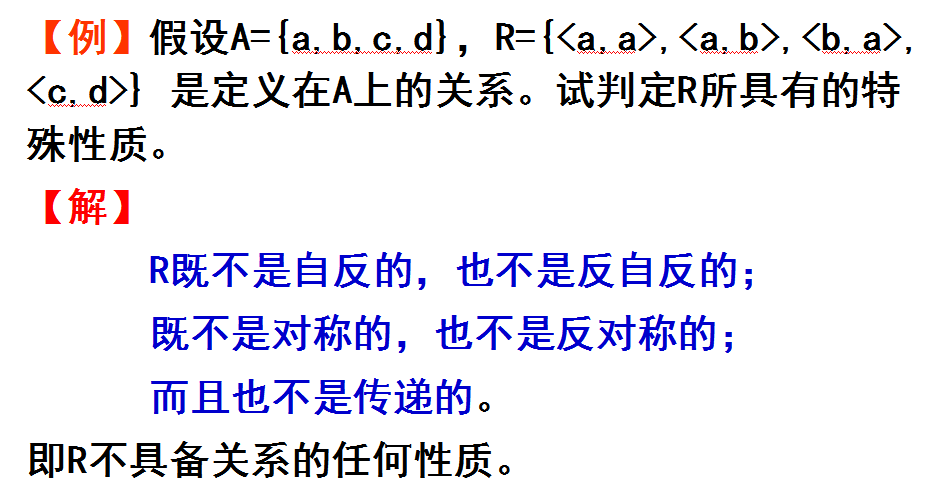 【例】假设A={a,b,c,d}，R={<a,a>,<a,b>,<b,a>,
<c,d>} 是定义在A上的关系。试判定R所具有的特
殊性质。
【解】
R既不是自反的，也不是反自反的；
既不是对称的，也不是反对称的；
而且也不是传递的。
即R不具备关系的任何性质。